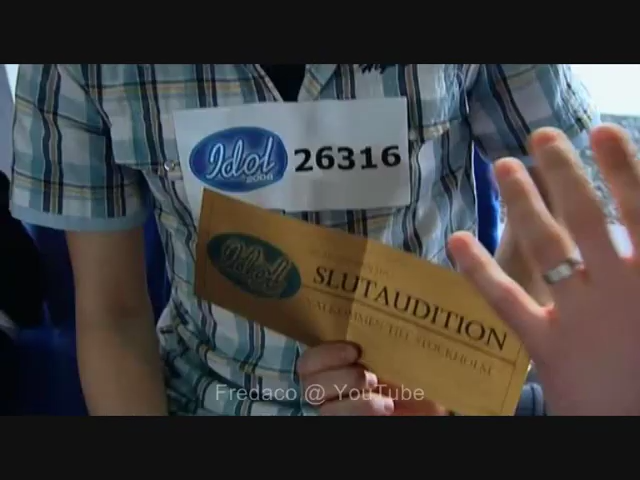 Idol
2008
26316
Idol
SLUTAUDITION
VÄLKOMMEN TILL STOCKHOLM
Fredaco @ YouTube